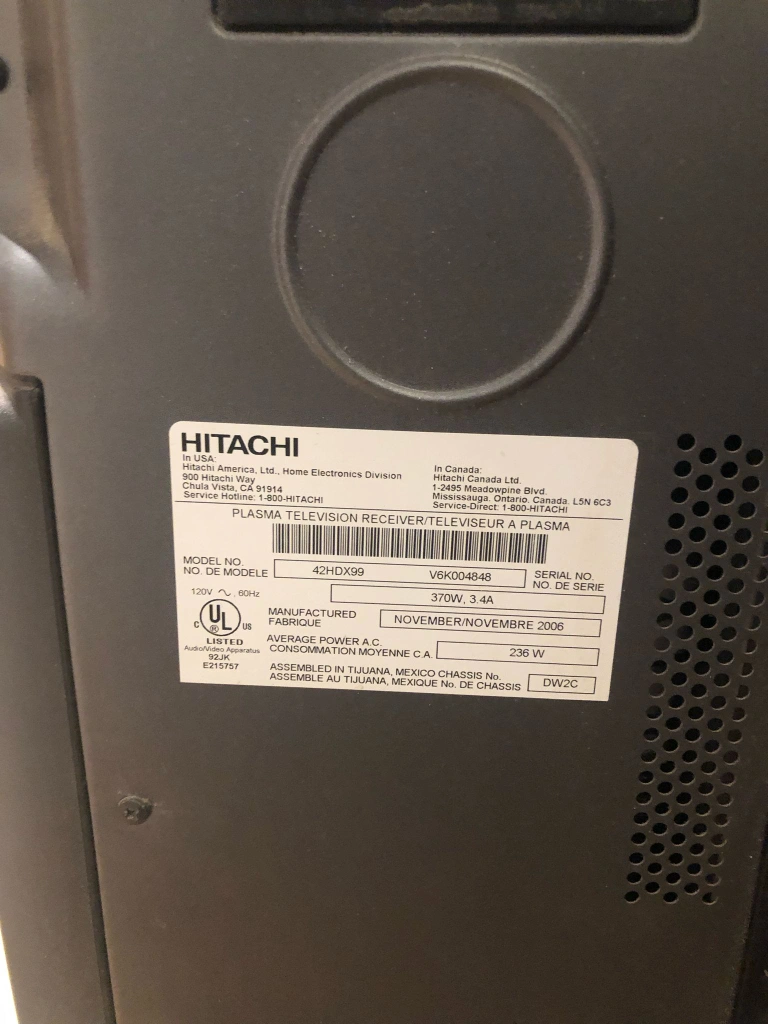 HITACHI
In USA:
Hitachi America, Ltd., Home Electronics Division
900 Hitachi Way
Chula Vista, CA 91914
Service Hotline: 1-800-HITACHI
In Canada:
Hitachi Canada Ltd.
1-2495 Meadowpine Blvd.
Mississauga. Ontario. Canada. L5N 6C3
Service-Direct: 1-800-HITACHI
PLASMA TELEVISION RECEIVER/TELEVISEUR A PLASMA
MODEL NO.
NO. DE MODELE
42HDX99 V6K004848
SERIAL NO.
NO. DE SERIE
120V ~, 60Hz
370W, 3.4A
C UL ® US
LISTED
Audio/Video Apparatus
92JK
E215757
MANUFACTURED
FABRIQUE
NOVEMBER/NOVEMBRE 2006
AVERAGE POWER A.C.
CONSOMMATION MOYENNE C.A.
236 W
ASSEMBLED IN TIJUANA, MEXICO CHASSIS No.
ASSEMBLE AU TIJUANA, MEXIQUE No. DE CHASSIS
DW2C